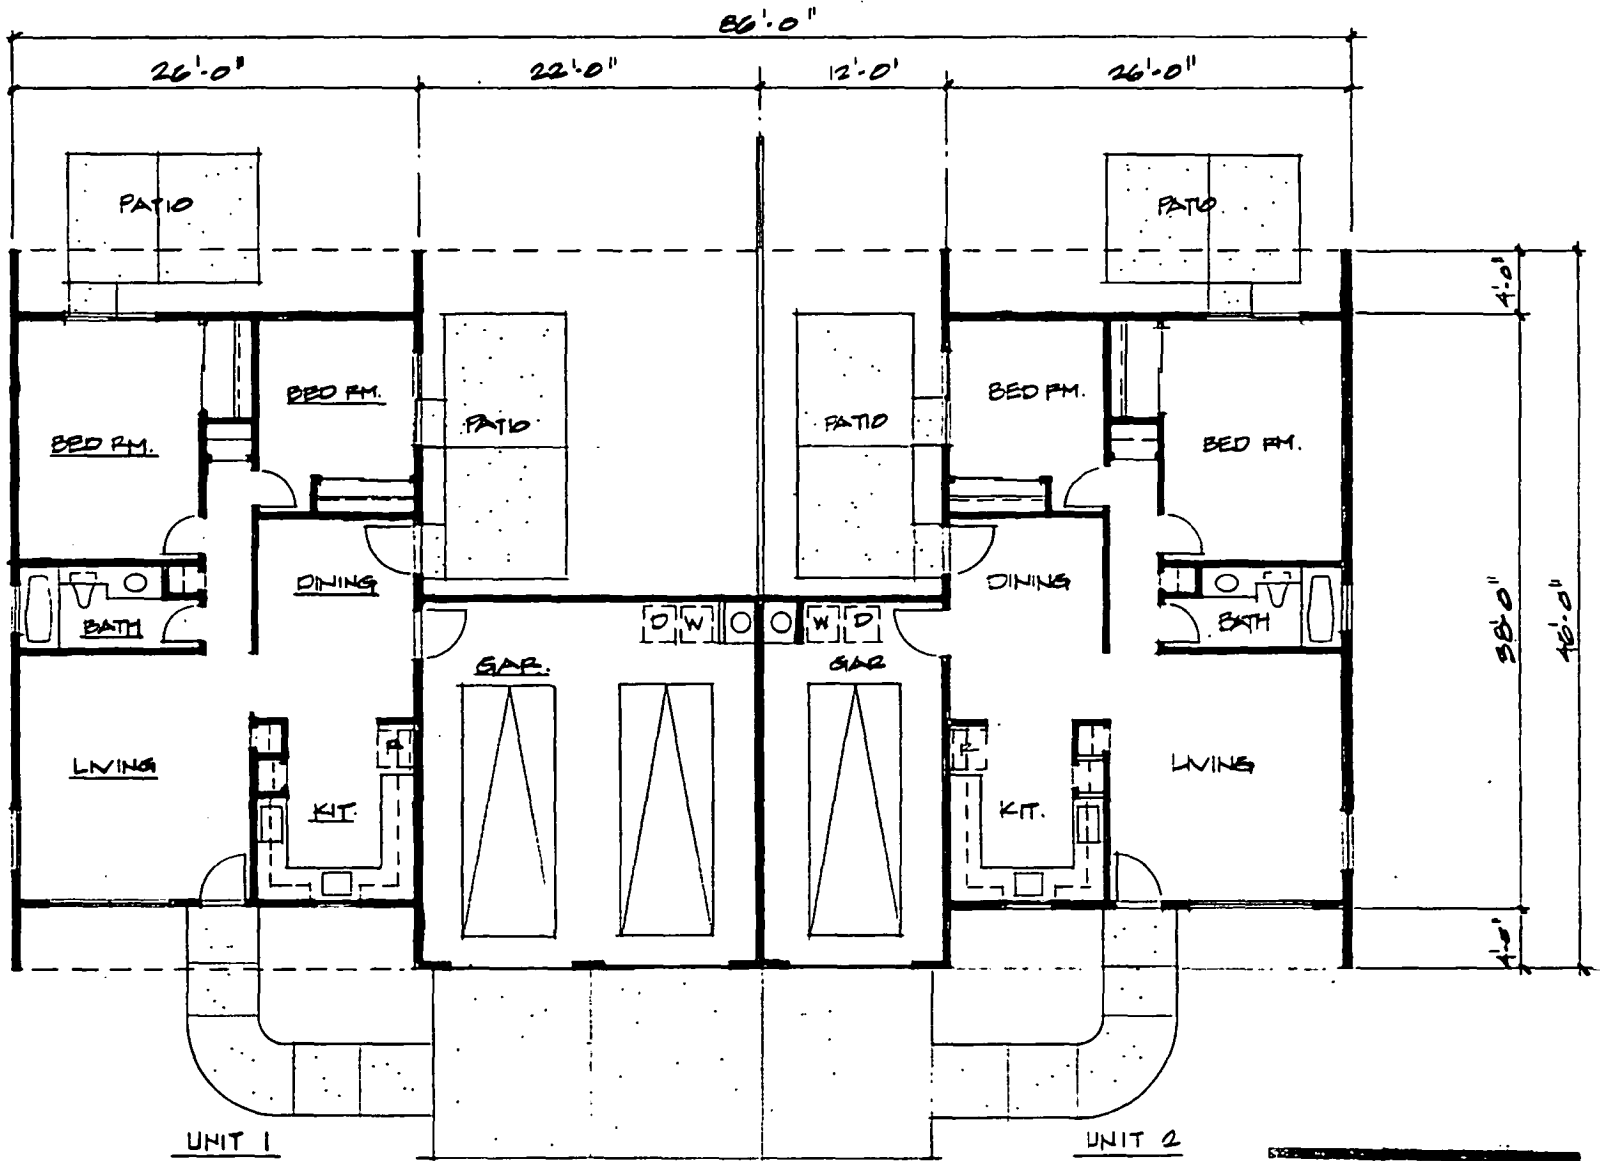 86'-0"
26'-0" 22'-0" 12'-0' 26'-0"
PATIO PATIO
4'-0"
BED RM. BED RM.
PATIO PATIO
BED RM. BED RM.
DINING DINING
38'-0" 46'-0"
BATH D W W D BATH
GAR. GAR
R R
LIVING LIVING
KIT. KIT.
4'-0"
UNIT 1 UNIT 2